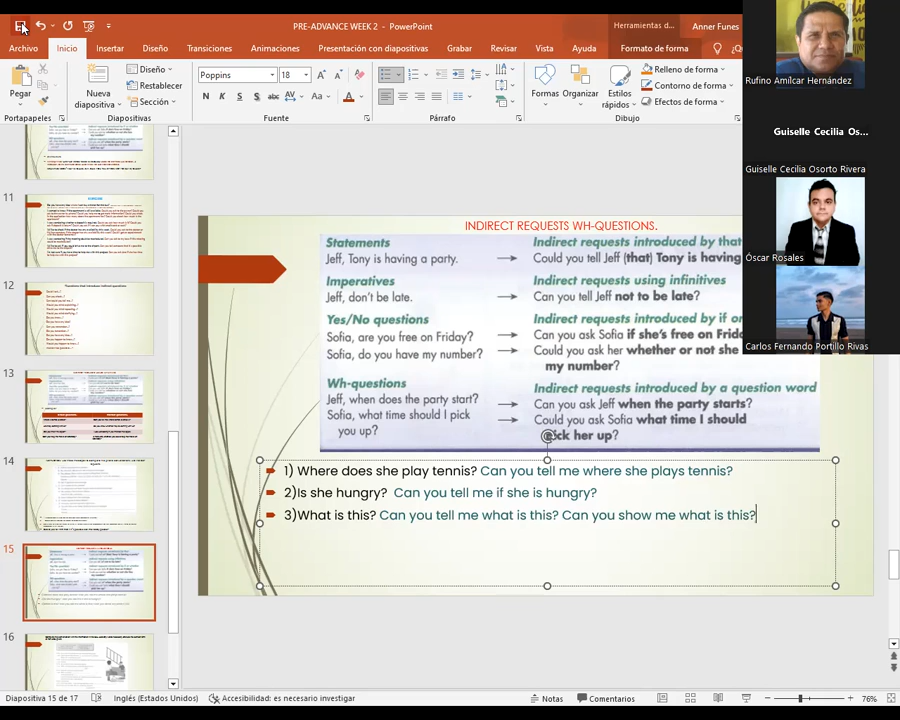 PRE-ADVANCE WEEK 2 - PowerPoint
Herramientas d...
Anner Funes
Archivo Inicio Insertar Diseño Transiciones Animaciones Presentación con diapositivas Grabar Revisar Vista Ayuda Formato de forma
Pegar
Nueva diapositiva
Diseño
Restablecer
Sección
Poppins 18
N K S S abc AV Aa A
Formas Organizar Estilos rápidos
Relleno de forma
Contorno de forma
Efectos de forma
Portapapeles Diapositivas Fuente Párrafo Dibujo
11
12
13
14
15
16
INDIRECT REQUESTS WH-QUESTIONS.
Statements
Jeff, Tony is having a party.
Indirect requests introduced by that
Could you tell Jeff (that) Tony is having
Imperatives
Jeff, don't be late.
Indirect requests using infinitives
Can you tell Jeff not to be late?
Yes/No questions
Sofia, are you free on Friday?
Sofia, do you have my number?
Indirect requests introduced by if or
Can you ask Sofia if she's free on Frid
Could you ask her whether or not she
my number?
Wh-questions
Jeff, when does the party start?
Sofia, what time should I pick
you up?
Indirect requests introduced by a question word
Can you ask Jeff when the party starts?
Could you ask Sofia what time I should
pick her up?
1) Where does she play tennis? Can you tell me where she plays tennis?
2)Is she hungry? Can you tell me if she is hungry?
3)What is this? Can you tell me what is this? Can you show me what is this?
Rufino Amílcar Hernández
Guiselle Cecilia Os...
Guiselle Cecilia Osorto Rivera
Óscar Rosales
Carlos Fernando Portillo Rivas
Diapositiva 15 de 17 Inglés (Estados Unidos) Accesibilidad: es necesario investigar Notas Comentarios 76%